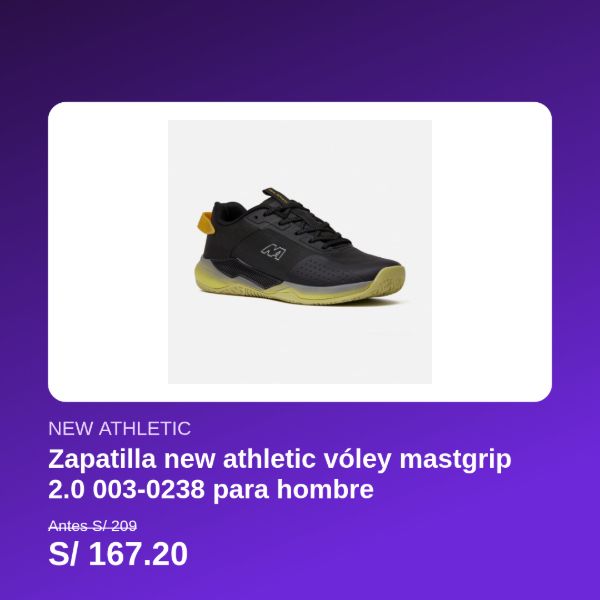 NEW ATHLETIC
Zapatilla new athletic vóley mastgrip
2.0 003-0238 para hombre
Antes S/ 209
S/ 167.20